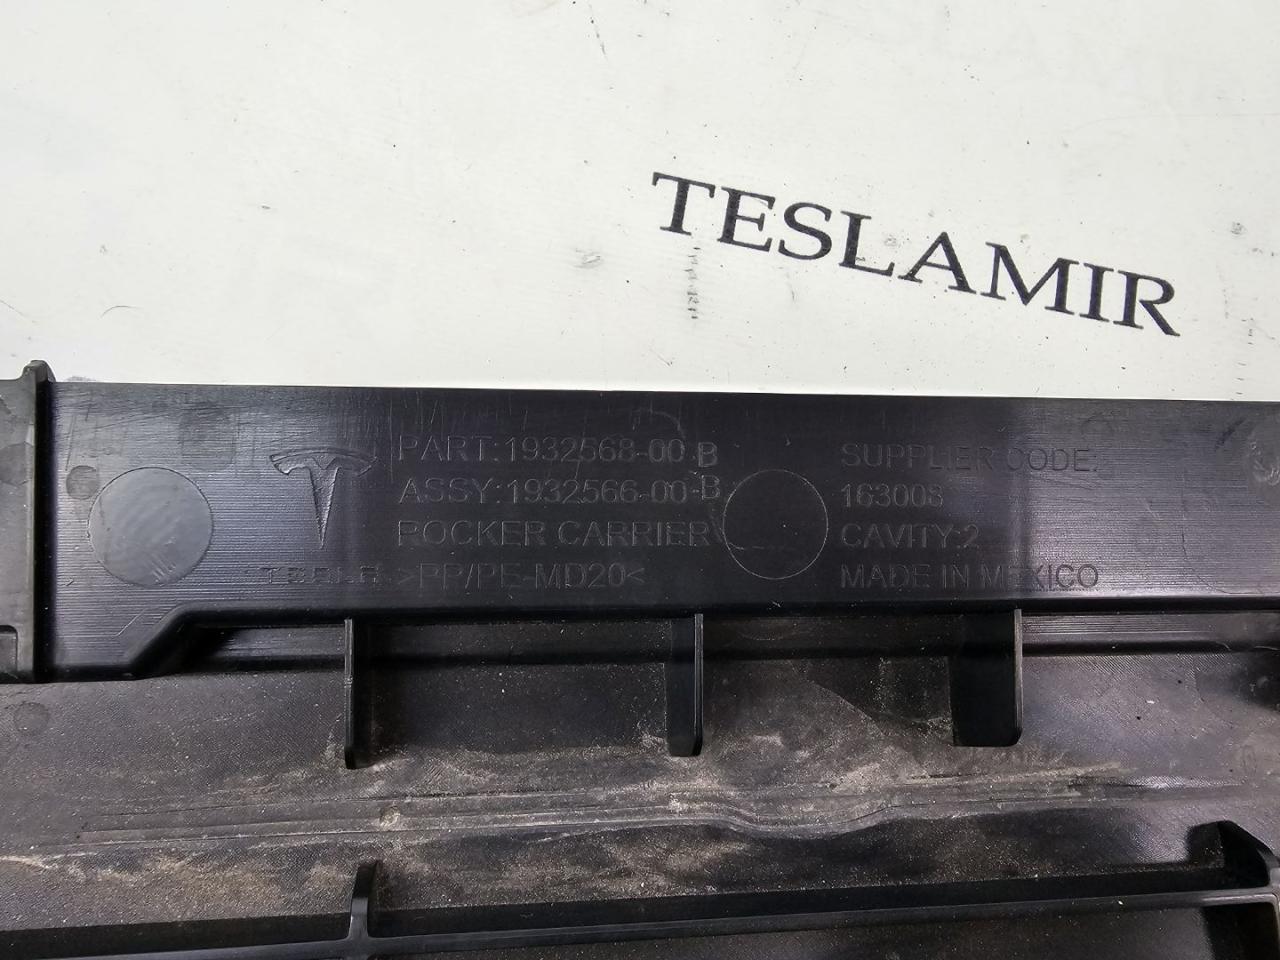 TESLAMIR
PART:1932568-00-B
ASSY:1932566-00-B
ROCKER CARRIER
TESLA >PP/PE-MD20<
SUPPLIER CODE:
163008
CAVITY:2
MADE IN MEXICO